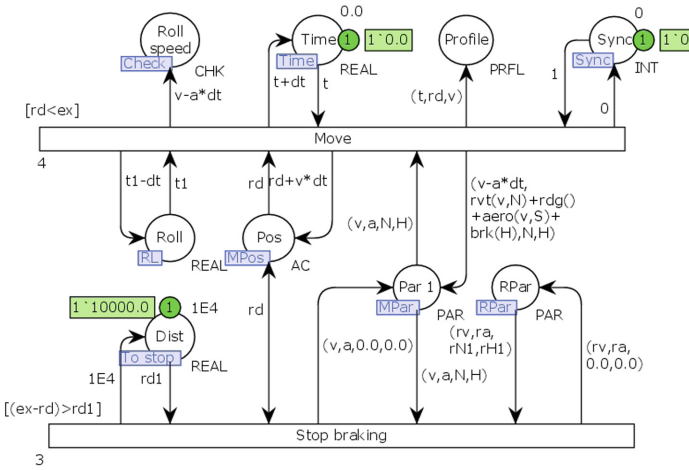 0.0
0
Roll
speed
Time
1
1`0.0
Profile
Sync
1
1`0
Check
CHK
Time
REAL
PRFL
Sync
INT
v-a*dt
t+dt
t
(t,rd,v)
1
0
[rd<ex]
Move
4
t1-dt
t1
rd
rd+v*dt
(v,a,N,H)
(v-a*dt,
rvt(v,N)+rdg()
+aero(v,S)+
brk(H),N,H)
Roll
RL
REAL
Pos
MPos
AC
Par 1
MPar
PAR
RPar
RPar
PAR
1`10000.0
1
1E4
Dist
To stop
REAL
rd
(v,a,0.0,0.0)
(rv,ra,
rN1,rH1)
(rv,ra,
0.0,0.0)
1E4
rd1
(v,a,N,H)
[(ex-rd)>rd1]
Stop braking
3